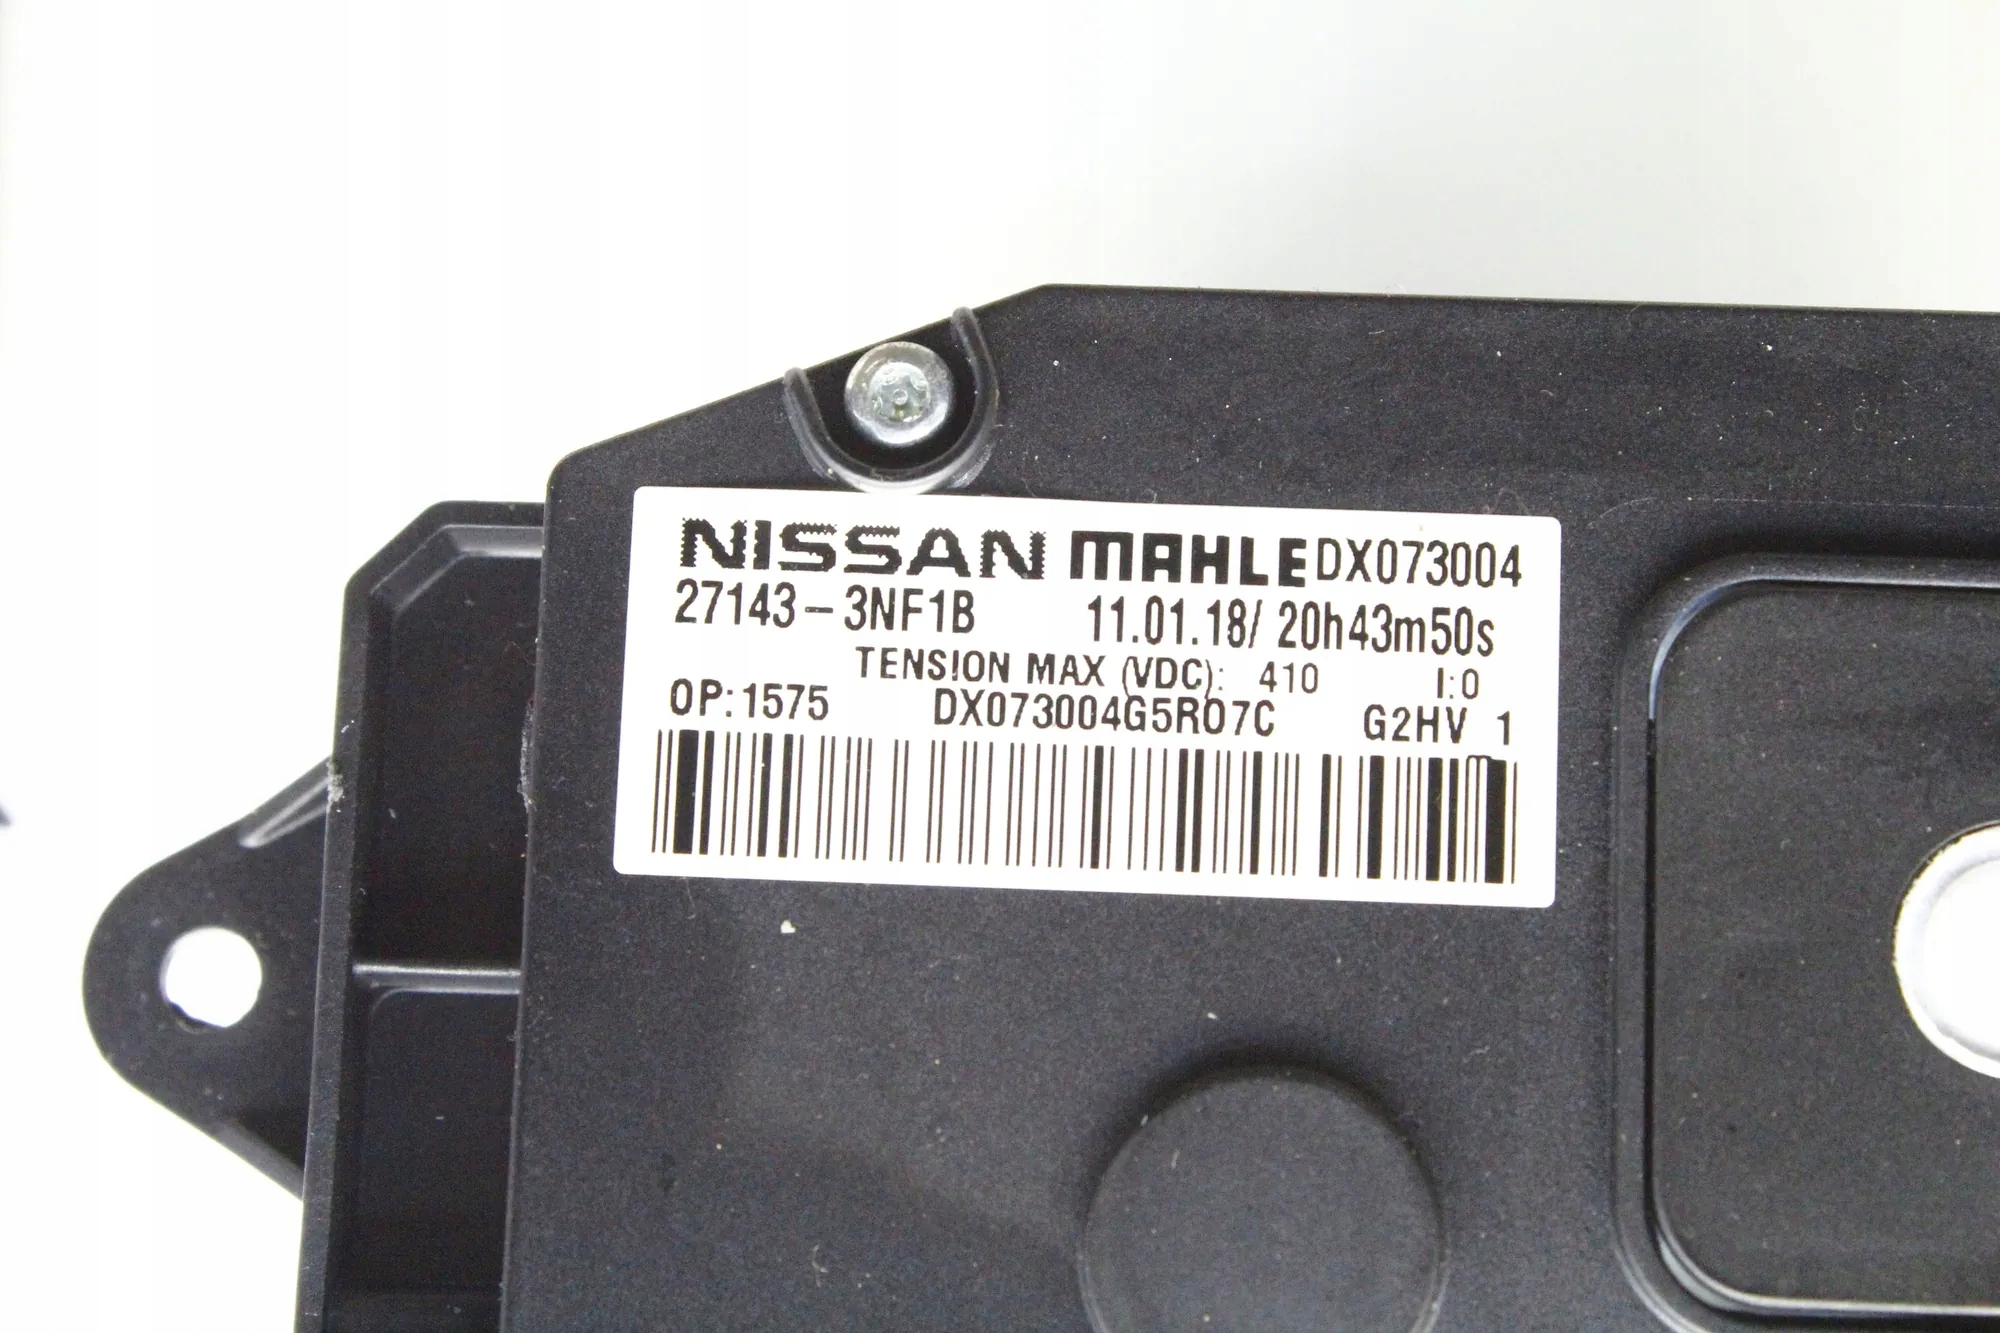 NISSAN MAHLE DX073004
27143-3NF1B 11.01.18/ 20h43m50s
TENSION MAX (VDC): 410 I:0
OP:1575 DX073004G5R07C G2HV 1